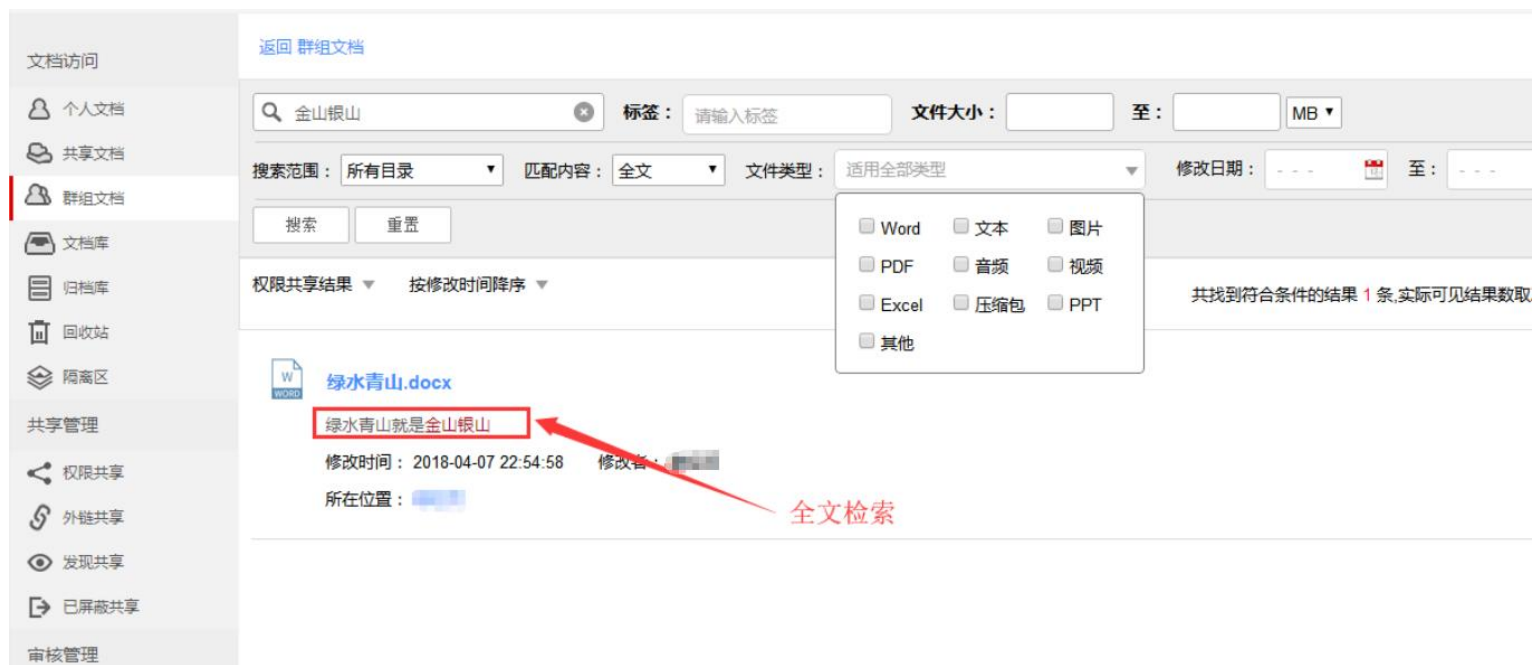 文档访问
个人文档
共享文档
群组文档
文档库
归档库
回收站
隔离区
共享管理
权限共享
外链共享
发现共享
已屏蔽共享
审核管理
返回 群组文档
金山银山 标签： 请输入标签 文件大小： 至： MB
搜索范围： 所有目录 匹配内容： 全文 文件类型： 适用全部类型 修改日期： - - - 至： - - -
搜索 重置
Word 文本 图片
PDF 音频 视频
Excel 压缩包 PPT
其他
权限共享结果 按修改时间降序 共找到符合条件的结果 1 条,实际可见结果数取
W
WORD
绿水青山.docx
绿水青山就是金山银山
修改时间： 2018-04-07 22:54:58 修改者：
所在位置：
全文检索